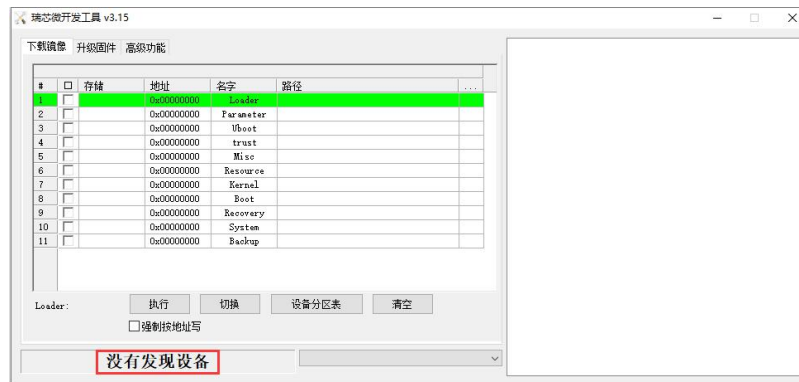 瑞芯微开发工具 v3.15
下载镜像 升级固件 高级功能
# 存储 地址 名字 路径 ...
1 0x00000000 Loader
2 0x00000000 Parameter
3 0x00000000 Uboot
4 0x00000000 trust
5 0x00000000 Misc
6 0x00000000 Resource
7 0x00000000 Kernel
8 0x00000000 Boot
9 0x00000000 Recovery
10 0x00000000 System
11 0x00000000 Backup
Loader: 执行 切换 设备分区表 清空
强制按地址写
没有发现设备